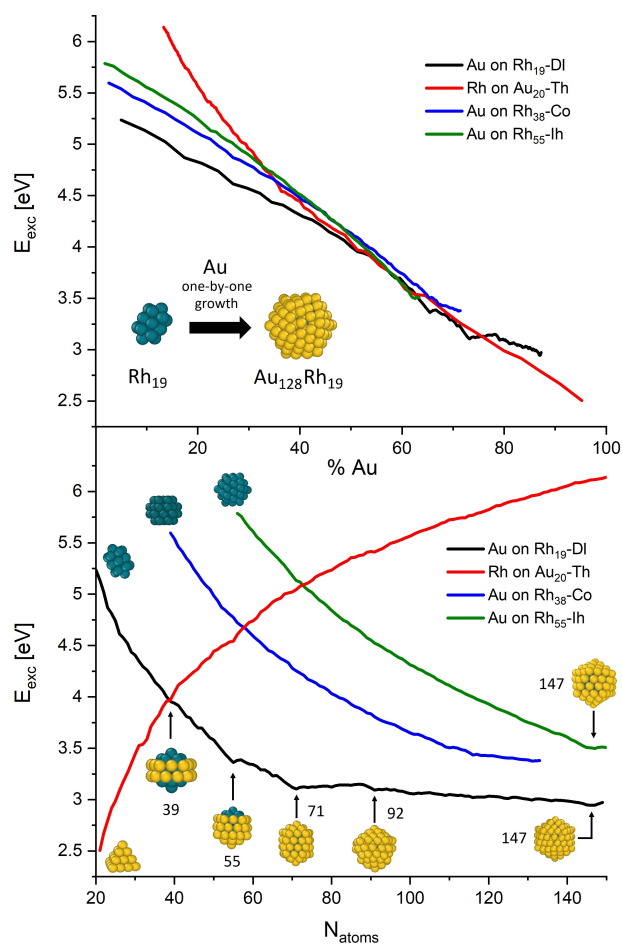 6
5.5
5
4.5
4
3.5
3
2.5
E_exc [eV]
Au on Rh₁₉-DI
Rh on Au₂₀-Th
Au on Rh₃₈-Co
Au on Rh₅₅-Ih
Au
one-by-one
growth
Rh₁₉
Au₁₂₈Rh₁₉
20 40 60 80 100
% Au
6
5.5
5
4.5
4
3.5
3
2.5
E_exc [eV]
Au on Rh₁₉-DI
Rh on Au₂₀-Th
Au on Rh₃₈-Co
Au on Rh₅₅-Ih
147
39
55
71
92
147
20 40 60 80 100 120 140
N_atoms